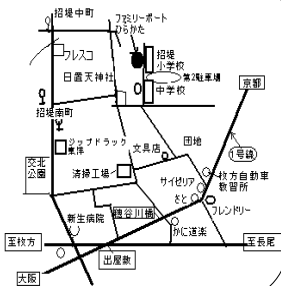 招堤中町
ファミリーポート
ひらかた
フレスコ
日置天神社
招堤
小学校
第2駐車場
中学校
京都
招堤南町
ジップドラッグ
東洋
文具店
団地
1号線
交北
公園
清掃工場
サイゼリア
枚方自動車
教習所
さと
フレンドリー
新生病院
穂谷川橋
かに道楽
至枚方
出屋敷
至長尾
大阪